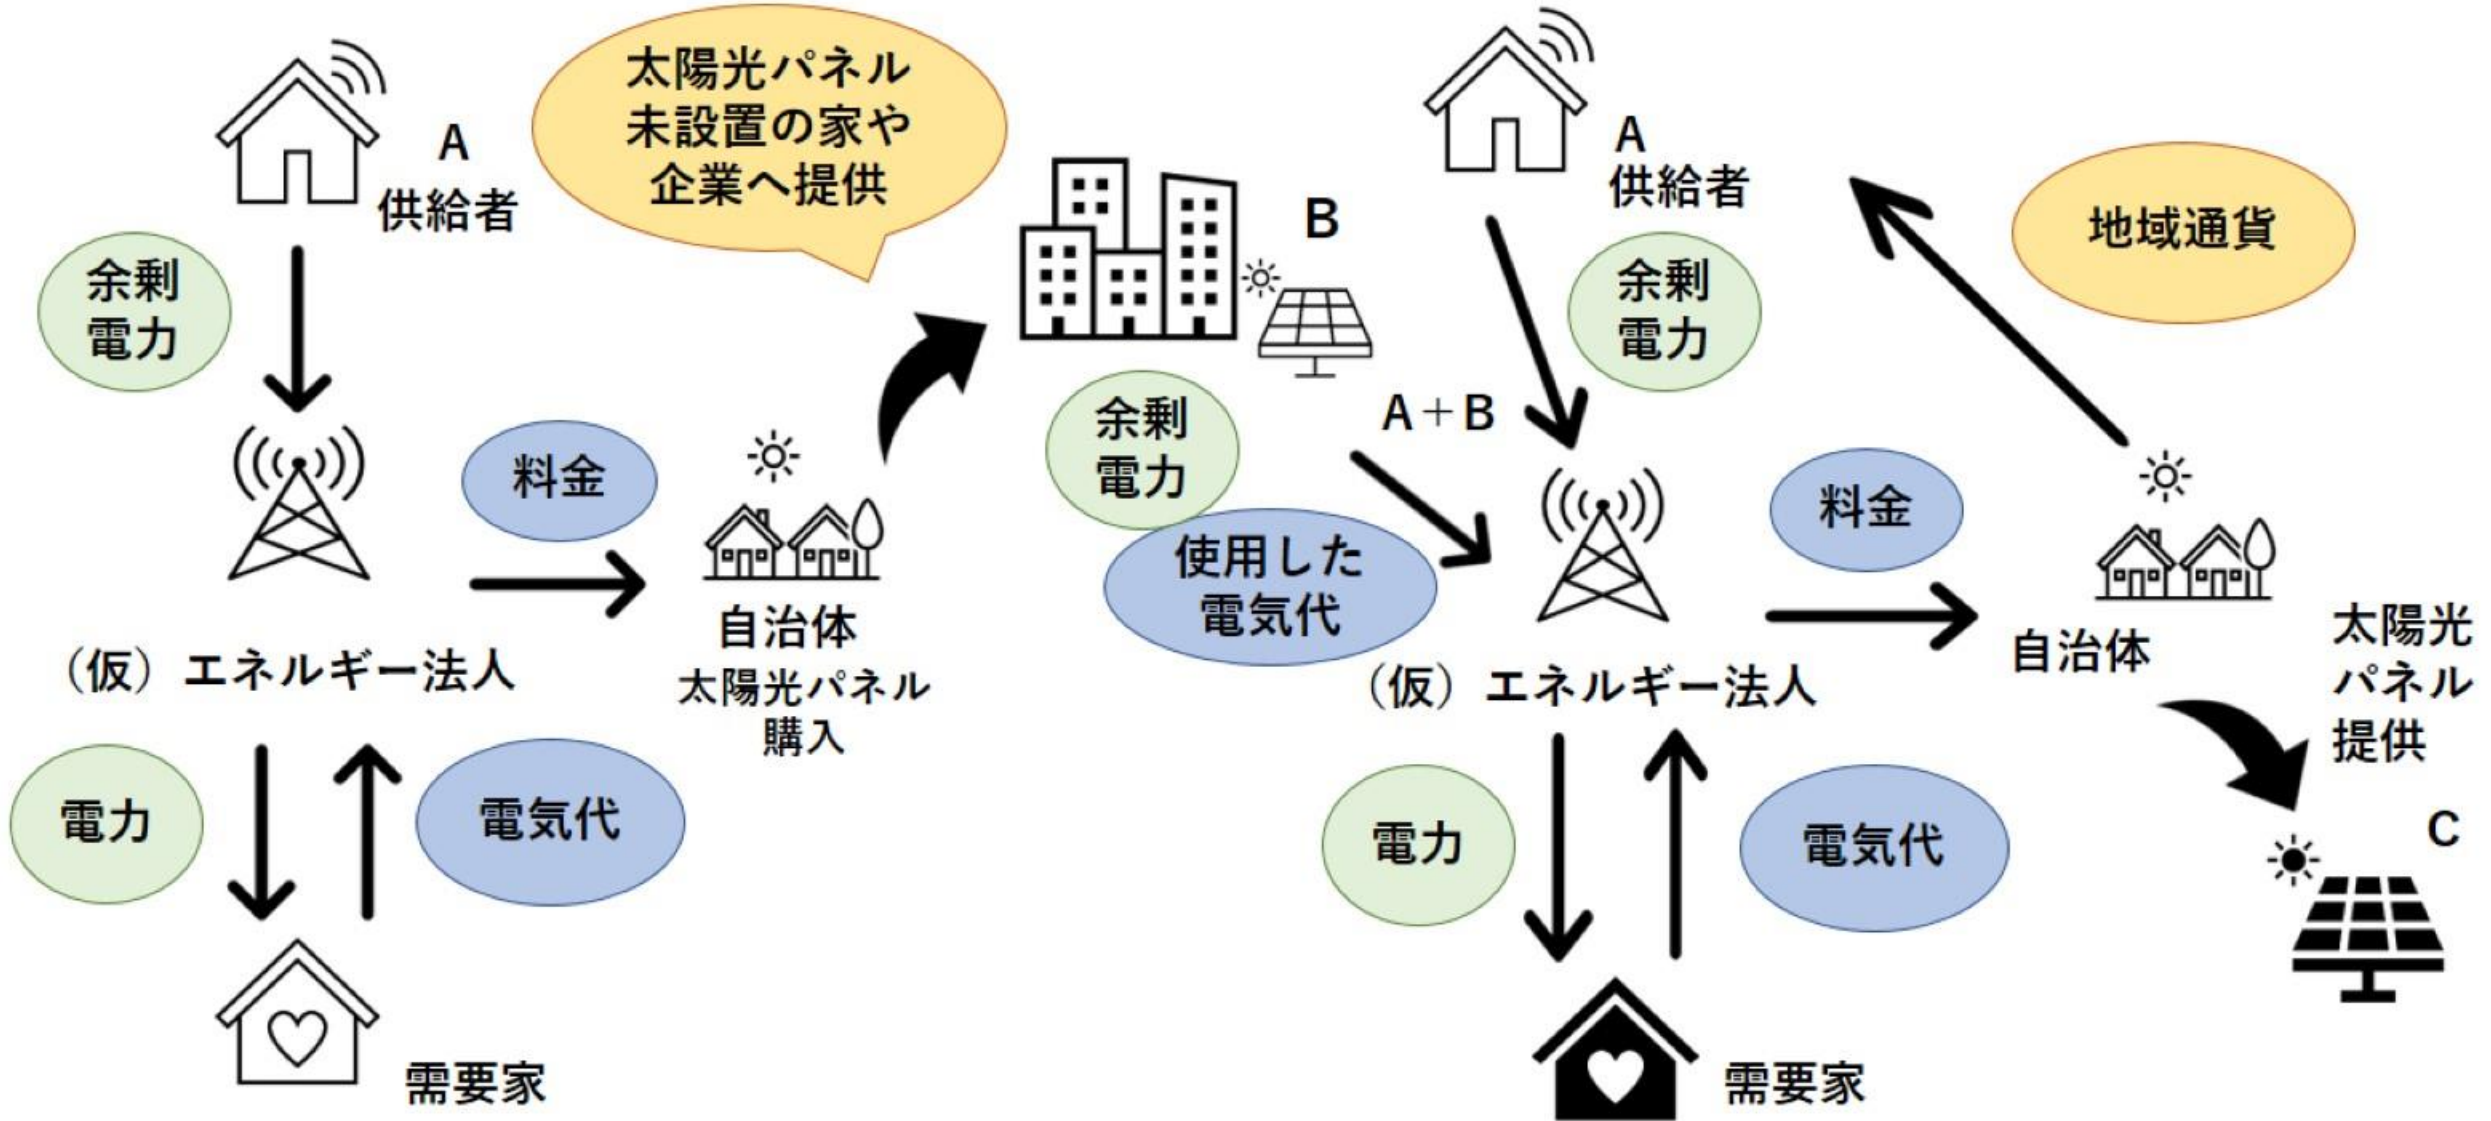 太陽光パネル
未設置の家や
企業へ提供
A
供給者
余剰
電力
料金
自治体
太陽光パネル
購入
（仮）エネルギー法人
電力
電気代
需要家
B
A
供給者
地域通貨
余剰
電力
余剰
電力
A＋B
使用した
電気代
料金
（仮）エネルギー法人
自治体
太陽光
パネル
提供
電力
電気代
C
需要家